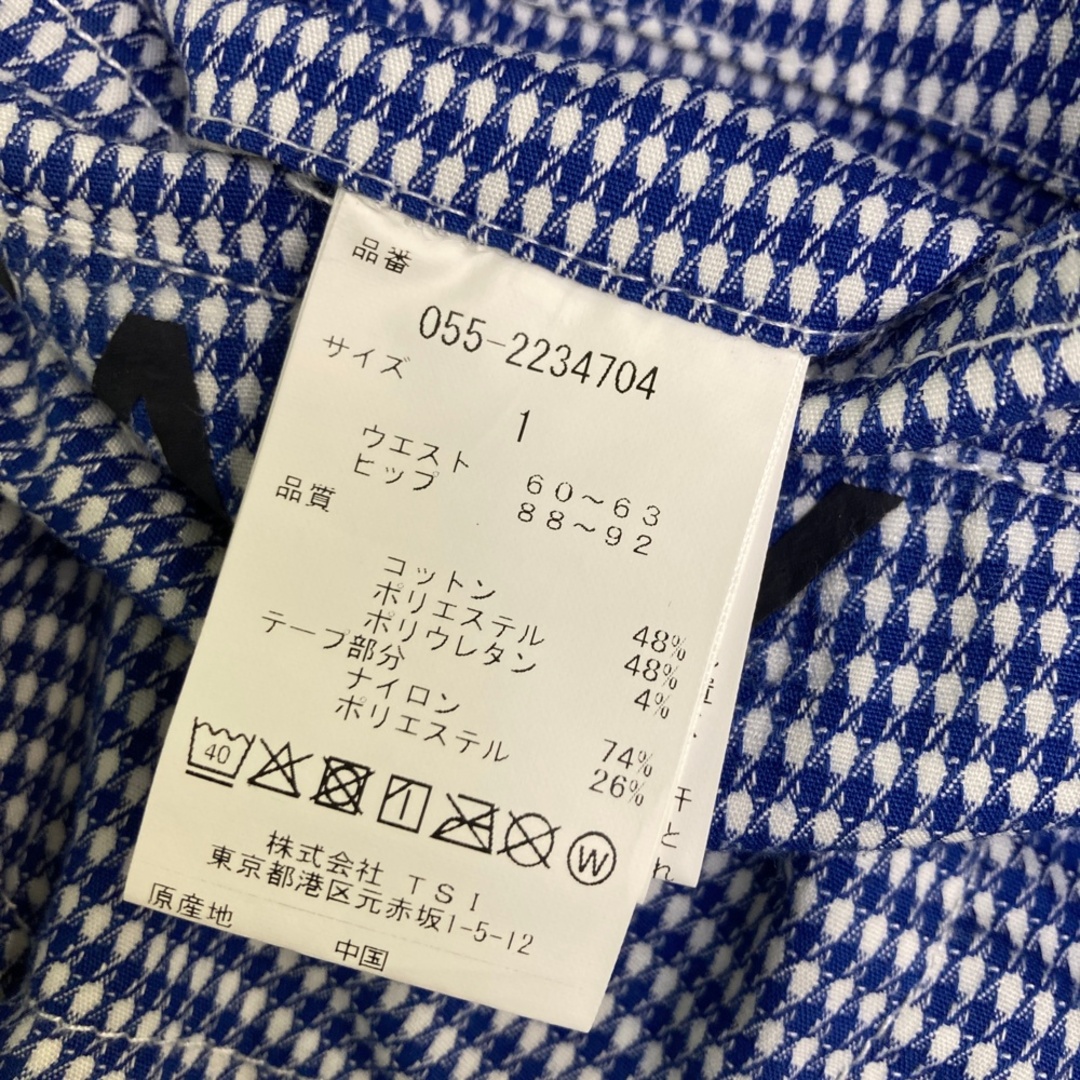 品番
055-2234704
サイズ
1
ウエスト 60~63
ヒップ 88~92
品質
コットン 48%
ポリエステル 48%
ポリウレタン 4%
テープ部分
ナイロン 74%
ポリエステル 26%
40
W
株式会社 TSI
東京都港区元赤坂1-5-12
原産地
中国
汗
と
れ